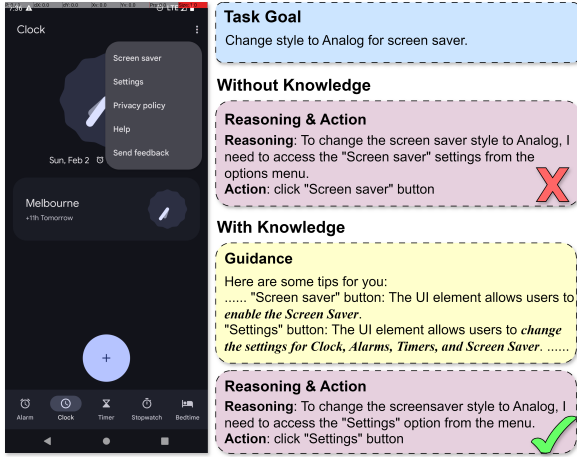 7:36
LTE
Clock
Screen saver
Settings
Privacy policy
Help
Send feedback
Sun, Feb 2
Melbourne
+11h Tomorrow
+
Alarm
Clock
Timer
Stopwatch
Bedtime
Task Goal
Change style to Analog for screen saver.
Without Knowledge
Reasoning & Action
Reasoning: To change the screen saver style to Analog, I
need to access the "Screen saver" settings from the
options menu.
Action: click "Screen saver" button
With Knowledge
Guidance
Here are some tips for you:
...... "Screen saver" button: The UI element allows users to
enable the Screen Saver.
"Settings" button: The UI element allows users to change
the settings for Clock, Alarms, Timers, and Screen Saver. ......
Reasoning & Action
Reasoning: To change the screensaver style to Analog, I
need to access the "Settings" option from the menu.
Action: click "Settings" button